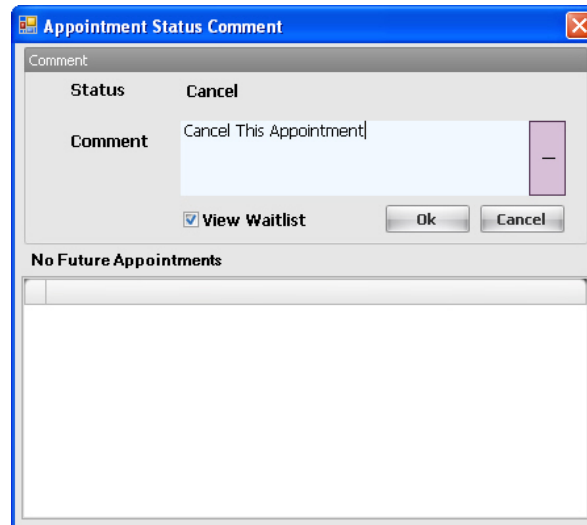 Appointment Status Comment
Comment
Status Cancel
Comment Cancel This Appointment
View Waitlist Ok Cancel
No Future Appointments